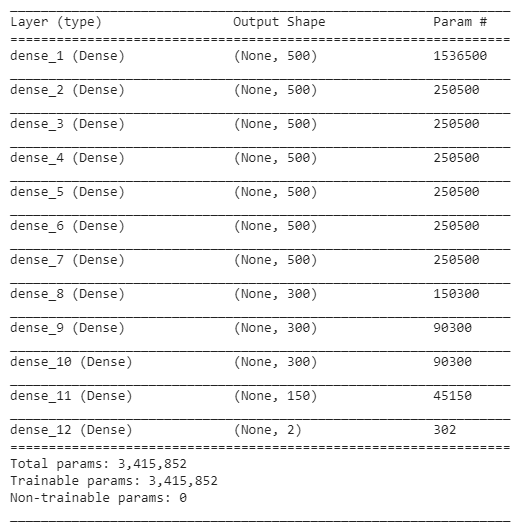 Layer (type) Output Shape Param #
=================================================================
dense_1 (Dense) (None, 500) 1536500
_________________________________________________________________
dense_2 (Dense) (None, 500) 250500
_________________________________________________________________
dense_3 (Dense) (None, 500) 250500
_________________________________________________________________
dense_4 (Dense) (None, 500) 250500
_________________________________________________________________
dense_5 (Dense) (None, 500) 250500
_________________________________________________________________
dense_6 (Dense) (None, 500) 250500
_________________________________________________________________
dense_7 (Dense) (None, 500) 250500
_________________________________________________________________
dense_8 (Dense) (None, 300) 150300
_________________________________________________________________
dense_9 (Dense) (None, 300) 90300
_________________________________________________________________
dense_10 (Dense) (None, 300) 90300
_________________________________________________________________
dense_11 (Dense) (None, 150) 45150
_________________________________________________________________
dense_12 (Dense) (None, 2) 302
=================================================================
Total params: 3,415,852
Trainable params: 3,415,852
Non-trainable params: 0
_________________________________________________________________